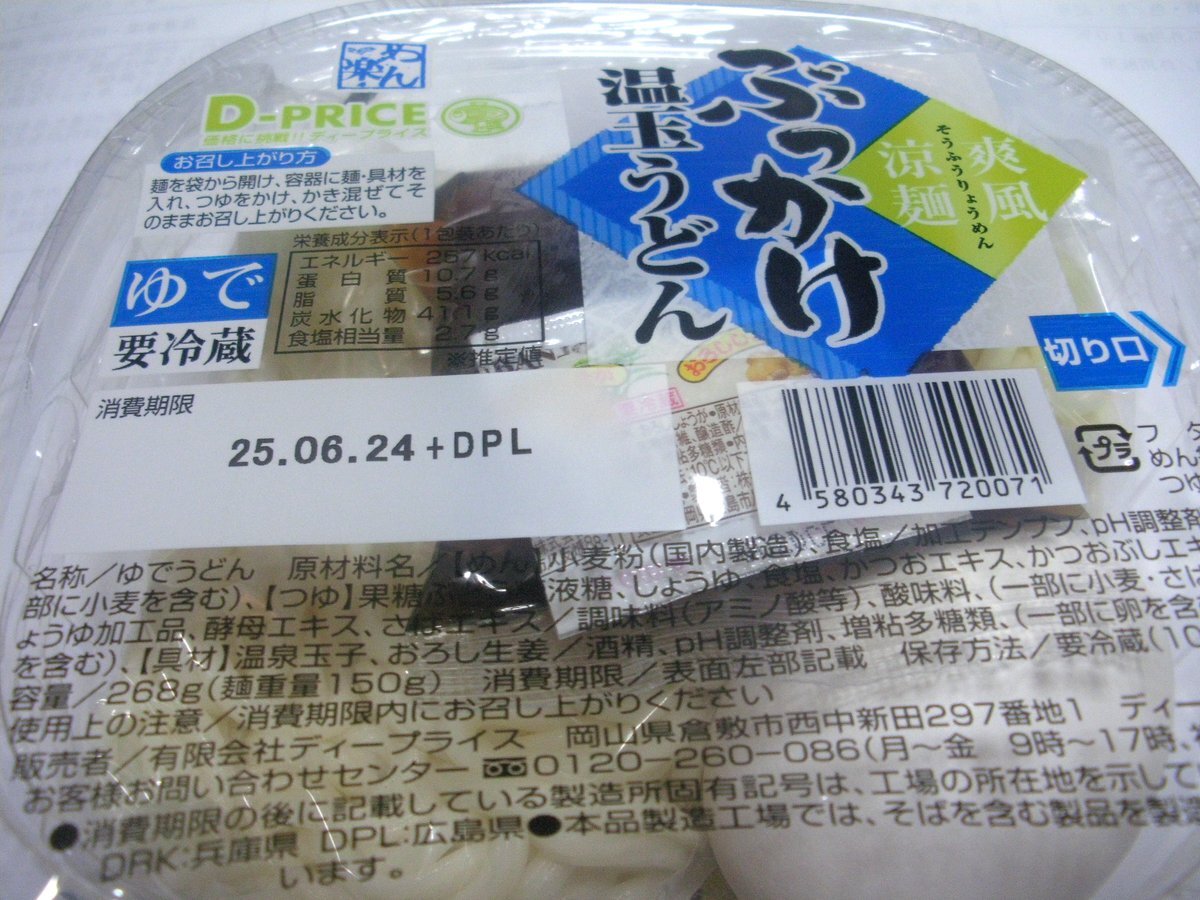 めん楽
D-PRICE
価格に挑戦!!ディープライス
お召し上がり方
麺を袋から開け、容器に麺・具材を
入れ、つゆをかけ、かき混ぜてそ
のままお召し上がりください。
ぶっかけ
温玉うどん
爽風
涼麺
そうふうりょうめん
栄養成分表示(1包装あたり)
エネルギー 257kcal
蛋白質 10.7g
脂質 5.6g
炭水化物 41.1g
食塩相当量 2.7g
※推定値
ゆで
要冷蔵
切り口
消費期限
25.06.24+DPL
4 580343 720071
プラ
フタ
めん
つゆ
名称/ゆでうどん 原材料名/【めん】小麦粉(国内製造)、食塩/加工デンプン、pH調整剤
部に小麦を含む)、【つゆ】果糖ぶ 液糖、しょうゆ、食塩、かつおエキス、かつおぶしエキ
ょうゆ加工品、酵母エキス、さばエキス/調味料(アミノ酸等)、酸味料、(一部に小麦・さば
を含む)、【具材】温泉玉子、おろし生姜/酒精、pH調整剤、増粘多糖類、(一部に卵を含
容量/268g(麺重量150g) 消費期限/表面左部記載 保存方法/要冷蔵(10
使用上の注意/消費期限内にお召し上がりください
販売者/有限会社ディープライス 岡山県倉敷市西中新田297番地1 ディー
お客様お問い合わせセンター 0120-260-086(月~金 9時~17時、祝
●消費期限の後に記載している製造所固有記号は、工場の所在地を示して
DRK:兵庫県 DPL:広島県●本品製造工場では、そばを含む製品を製造
います。